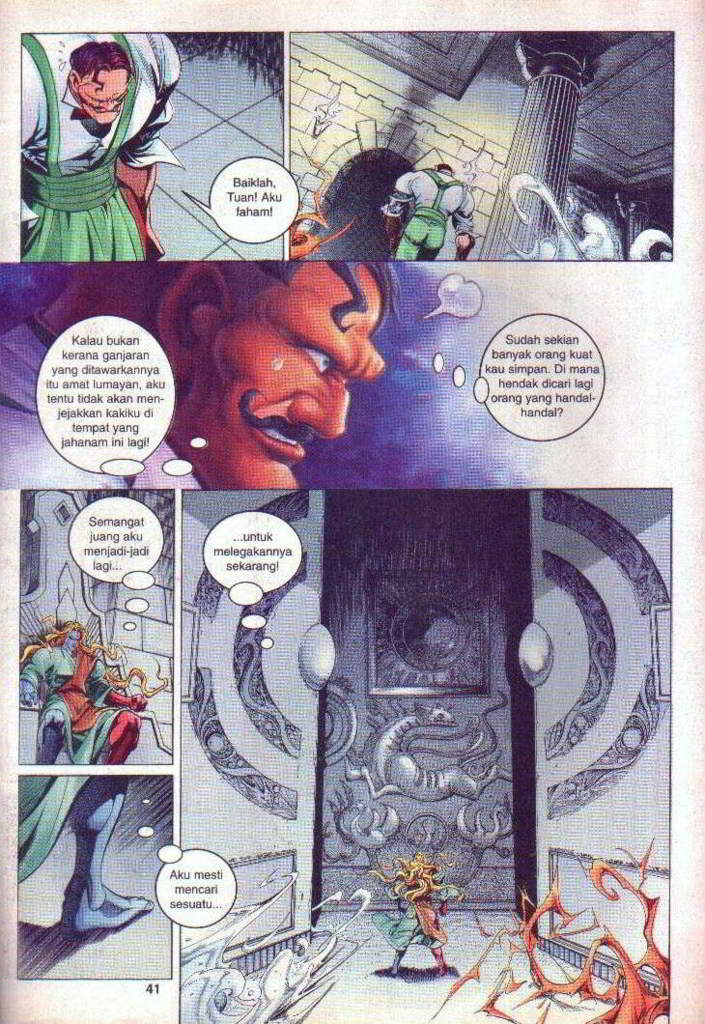 Baiklah,
Tuan! Aku
faham!
Kalau bukan
kerana ganjaran
yang ditawarkannya
itu amat lumayan, aku
tentu tidak akan men-
jejakkan kakiku di
tempat yang
jahanam ini lagi!
Sudah sekian
banyak orang kuat
kau simpan. Di mana
hendak dicari lagi
orang yang handal-
handal?
Semangat
juang aku
menjadi-jadi
lagi...
Aku mesti
mencari
sesuatu...
...untuk
melegakannya
sekarang!
41